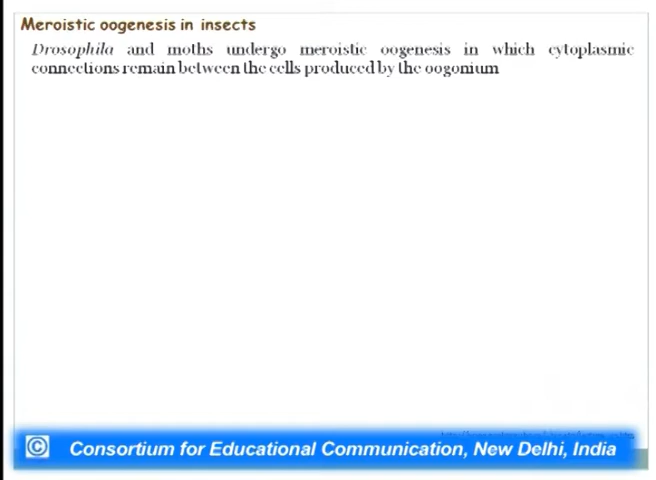 Meroistic oogenesis in insects
Drosophila and moths undergo meroistic oogenesis in which cytoplasmic
connections remain between the cells produced by the oogonium
© Consortium for Educational Communication, New Delhi, India